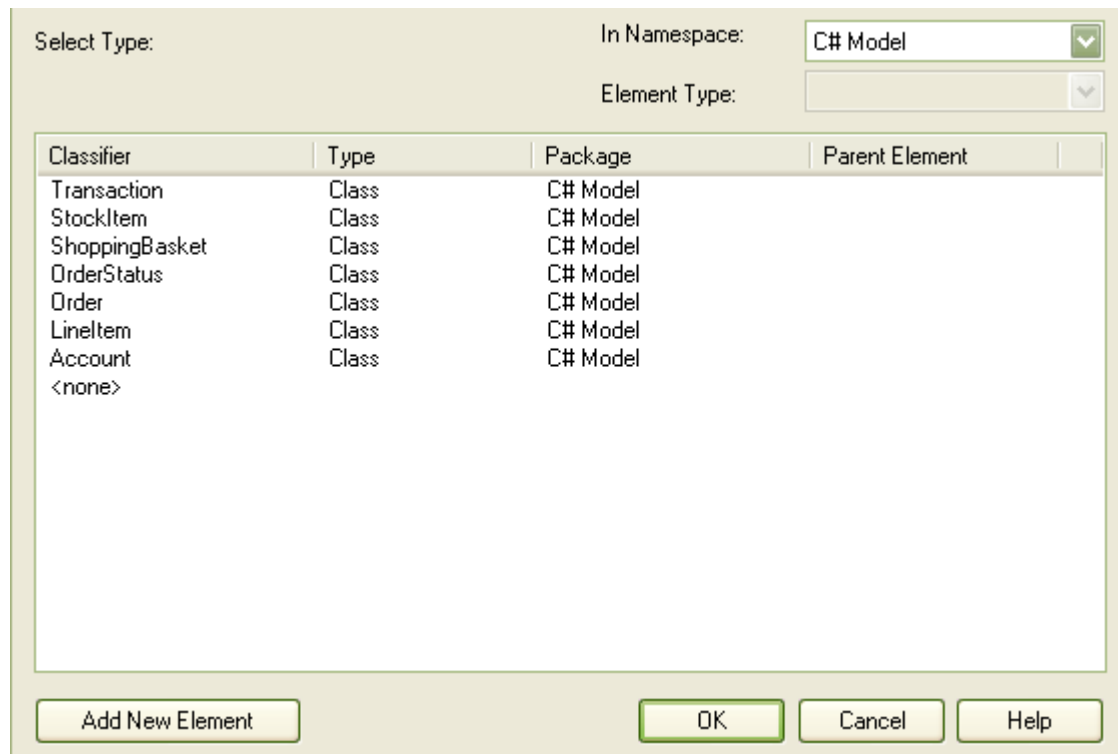 Select Type: In Namespace: C# Model
Element Type:
Classifier Type Package Parent Element
Transaction Class C# Model
StockItem Class C# Model
ShoppingBasket Class C# Model
OrderStatus Class C# Model
Order Class C# Model
LineItem Class C# Model
Account Class C# Model
<none>
Add New Element OK Cancel Help